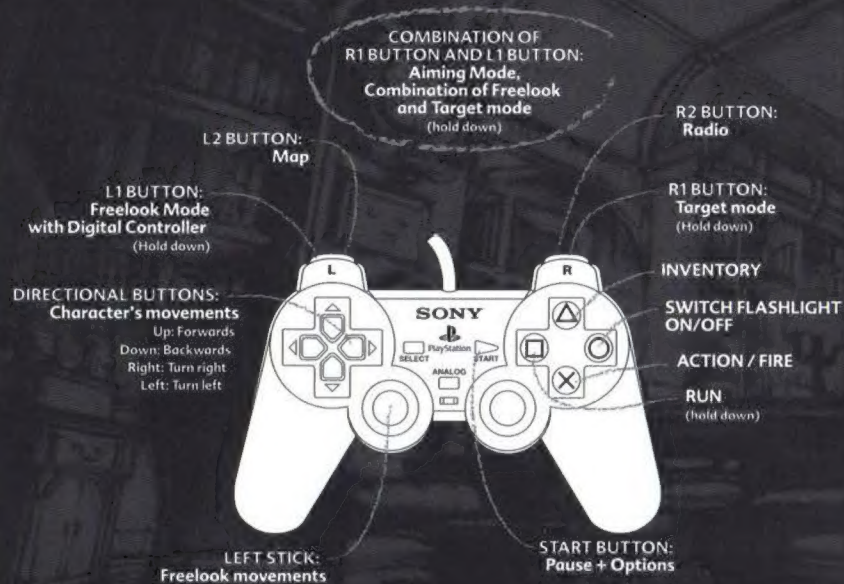 COMBINATION OF
R1 BUTTON AND L1 BUTTON:
Aiming Mode,
Combination of Freelook
and Target mode
(hold down)
L2 BUTTON:
Map
R2 BUTTON:
Radio
L1 BUTTON:
Freelook Mode
with Digital Controller
(Hold down)
R1 BUTTON:
Target mode
(Hold down)
L
R
DIRECTIONAL BUTTONS:
Character's movements
Up: Forwards
Down: Backwards
Right: Turn right
Left: Turn left
SONY
PlayStation
SELECT
START
ANALOG
INVENTORY
SWITCH FLASHLIGHT
ON/OFF
ACTION / FIRE
RUN
(hold down)
LEFT STICK:
Freelook movements
START BUTTON:
Pause + Options